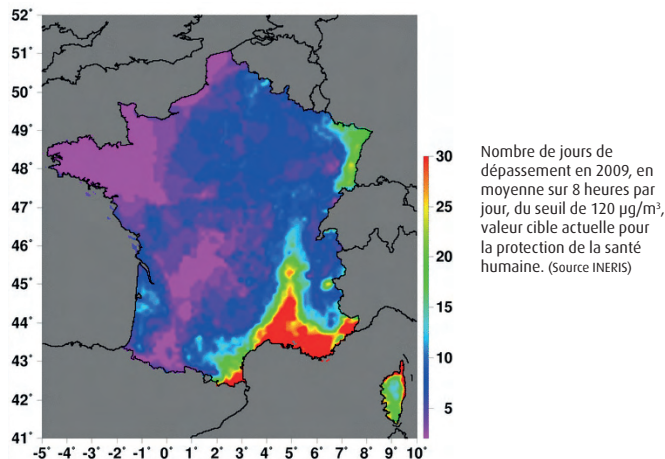 52°
51°
50°
49°
48°
47°
46°
45°
44°
43°
42°
41°
-5° -4° -3° -2° -1° 0° 1° 2° 3° 4° 5° 6° 7° 8° 9° 10°
30
25
20
15
10
5
Nombre de jours de
dépassement en 2009, en
moyenne sur 8 heures par
jour, du seuil de 120 µg/m³,
valeur cible actuelle pour
la protection de la santé
humaine. (Source INERIS)